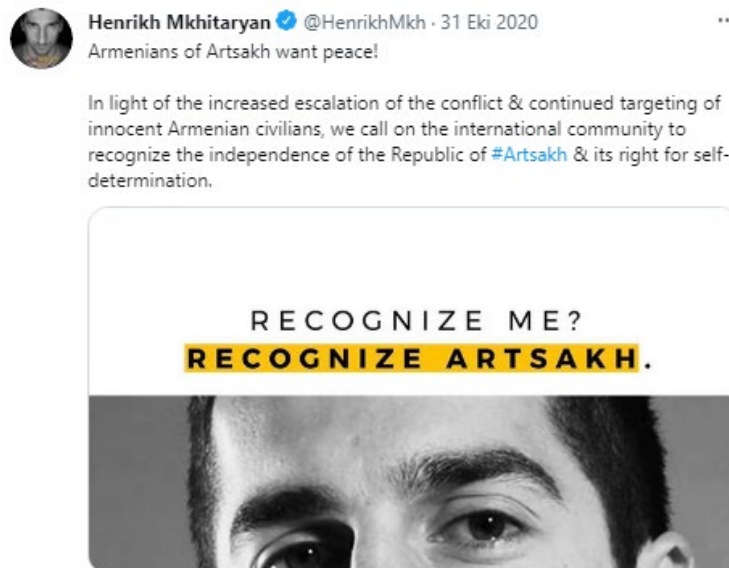 Henrikh Mkhitaryan @HenrikhMkh · 31 Eki 2020
Armenians of Artsakh want peace!
In light of the increased escalation of the conflict & continued targeting of
innocent Armenian civilians, we call on the international community to
recognize the independence of the Republic of #Artsakh & its right for self-
determination.
RECOGNIZE ME?
RECOGNIZE ARTSAKH.